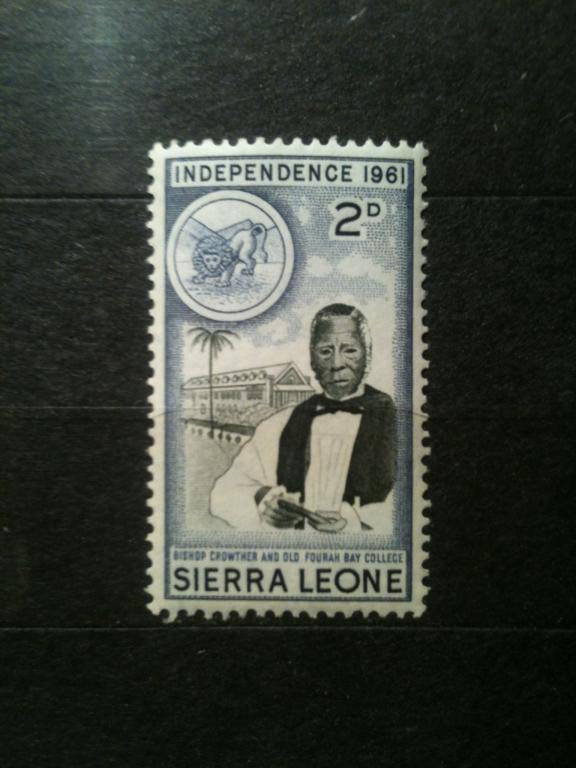 INDEPENDENCE 1961
2D
BISHOP CROWTHER AND OLD FOURAH BAY COLLEGE
SIERRA LEONE